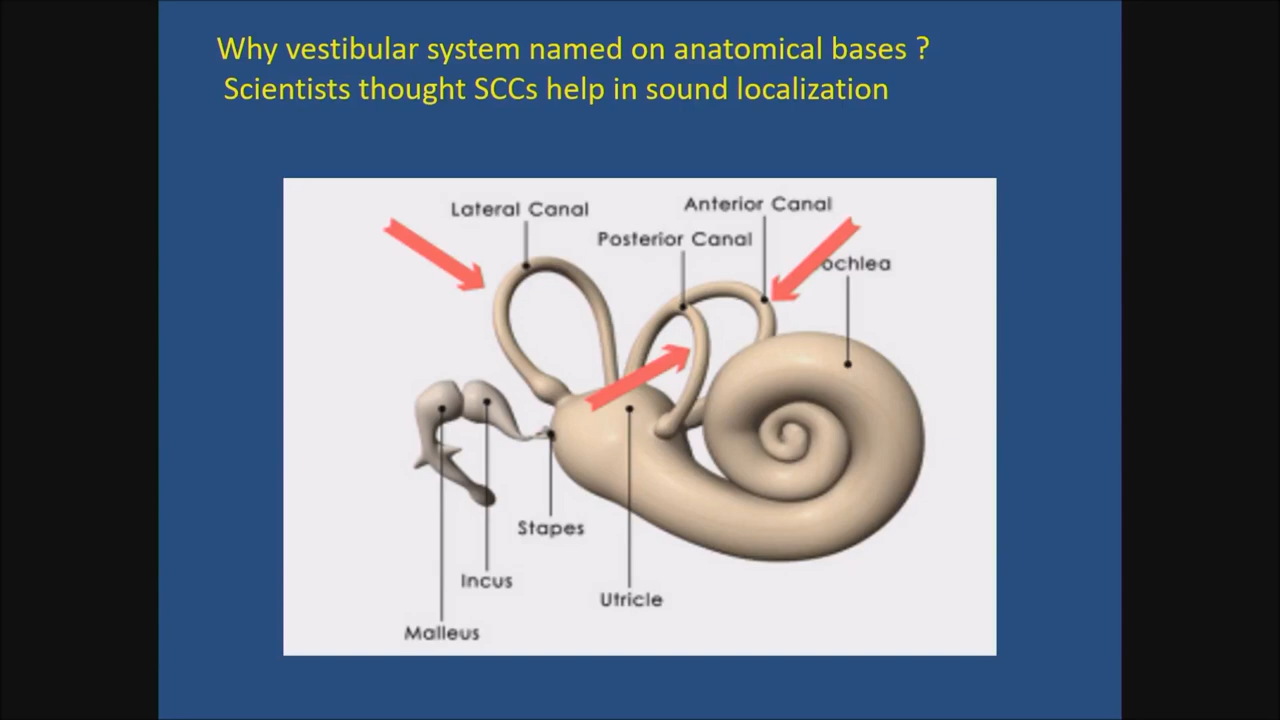 Why vestibular system named on anatomical bases ?
Scientists thought SCCs help in sound localization
Lateral Canal
Anterior Canal
Posterior Canal
ochlea
Stapes
Incus
Utricle
Malleus